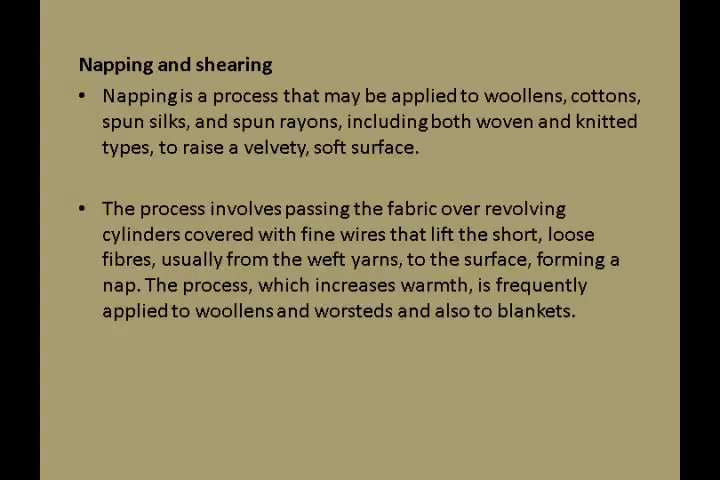 Napping and shearing
• Napping is a process that may be applied to woollens, cottons,
spun silks, and spun rayons, including both woven and knitted
types, to raise a velvety, soft surface.
• The process involves passing the fabric over revolving
cylinders covered with fine wires that lift the short, loose
fibres, usually from the weft yarns, to the surface, forming a
nap. The process, which increases warmth, is frequently
applied to woollens and worsteds and also to blankets.